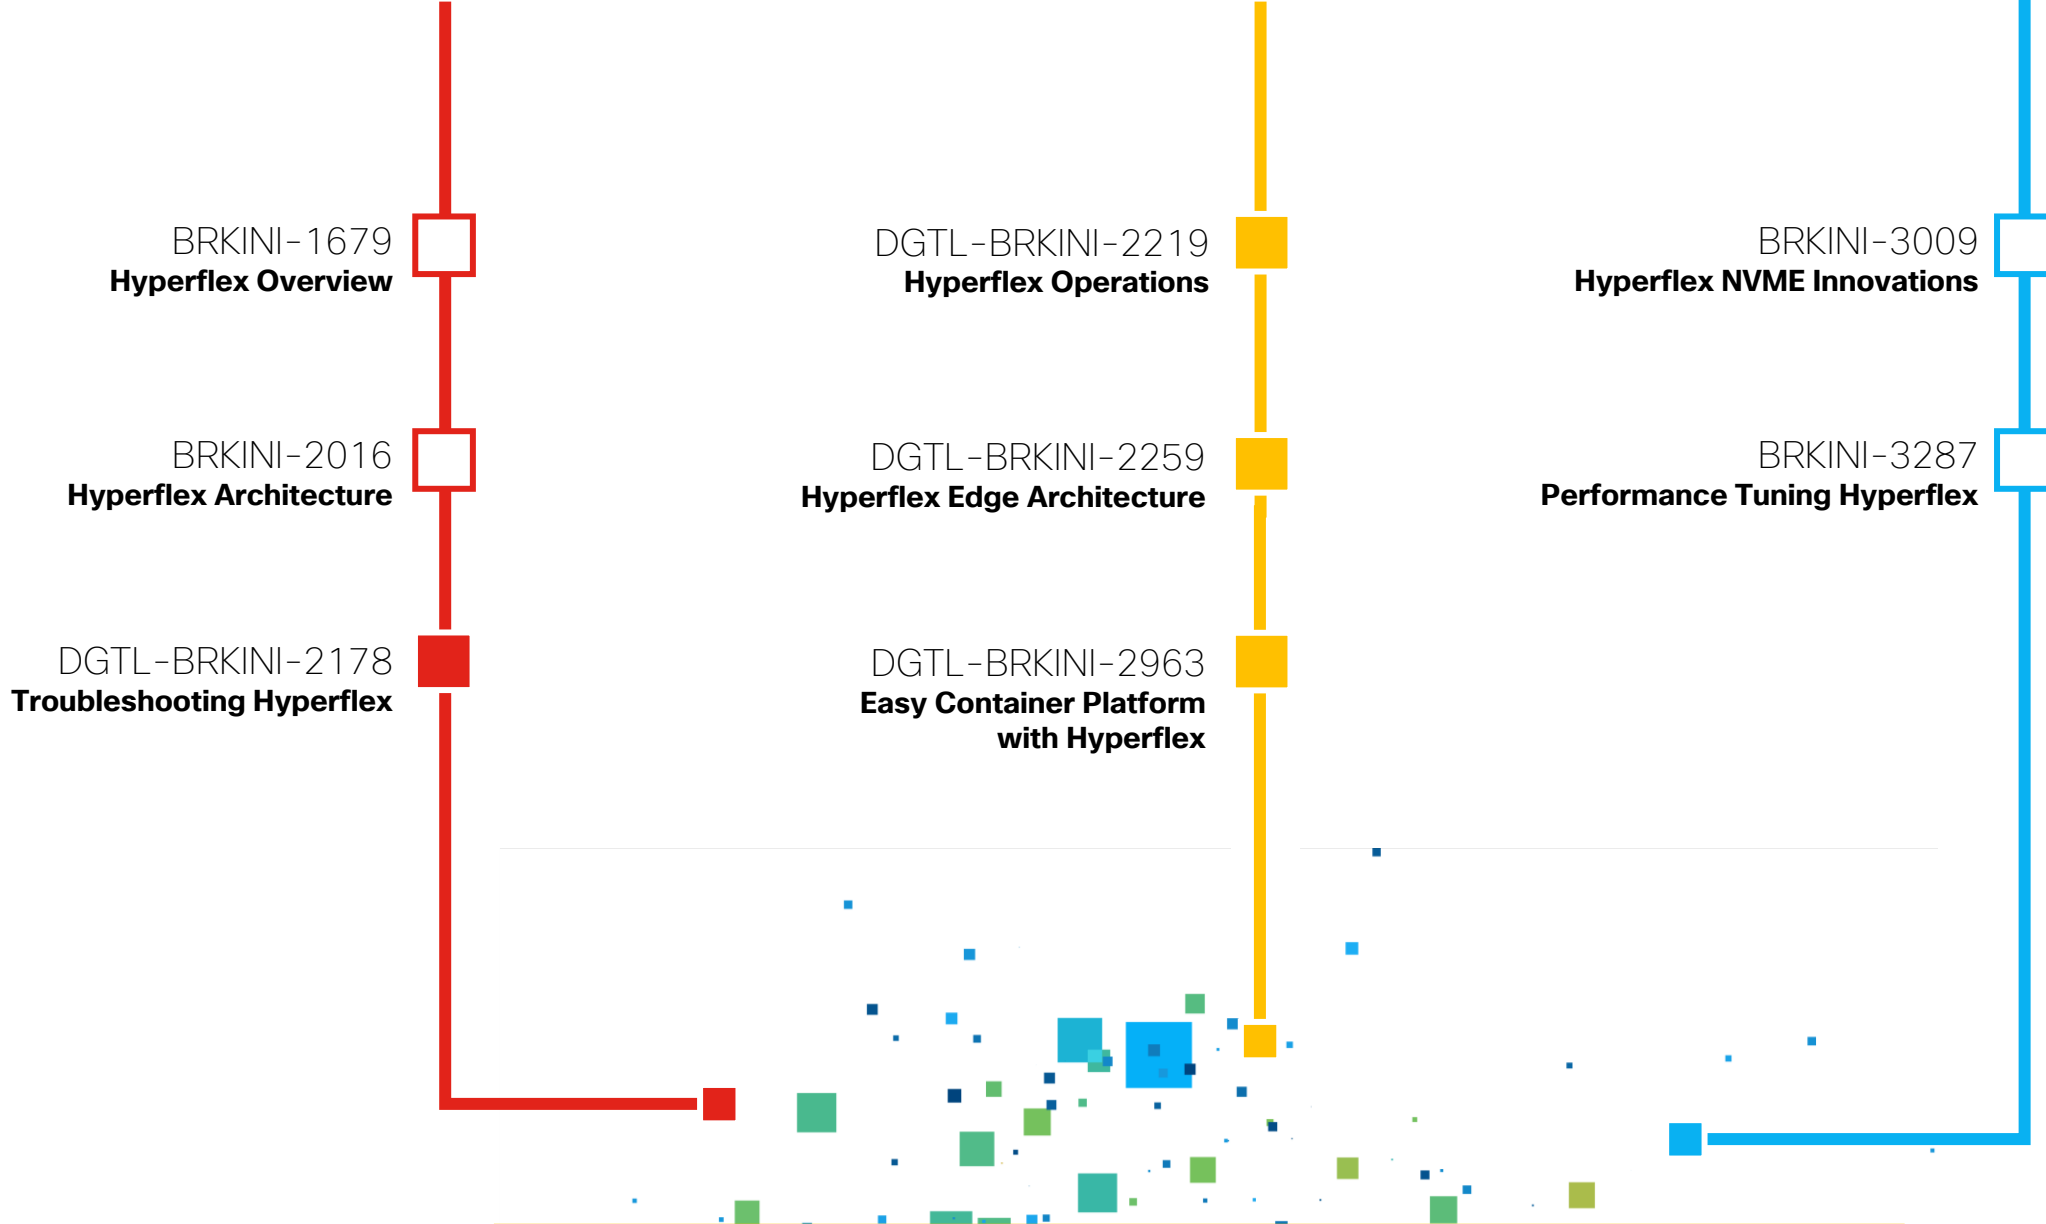 BRKINI-1679
Hyperflex Overview
BRKINI-2016
Hyperflex Architecture
DGTL-BRKINI-2178
Troubleshooting Hyperflex
DGTL-BRKINI-2219
Hyperflex Operations
DGTL-BRKINI-2259
Hyperflex Edge Architecture
DGTL-BRKINI-2963
Easy Container Platform
with Hyperflex
BRKINI-3009
Hyperflex NVME Innovations
BRKINI-3287
Performance Tuning Hyperflex